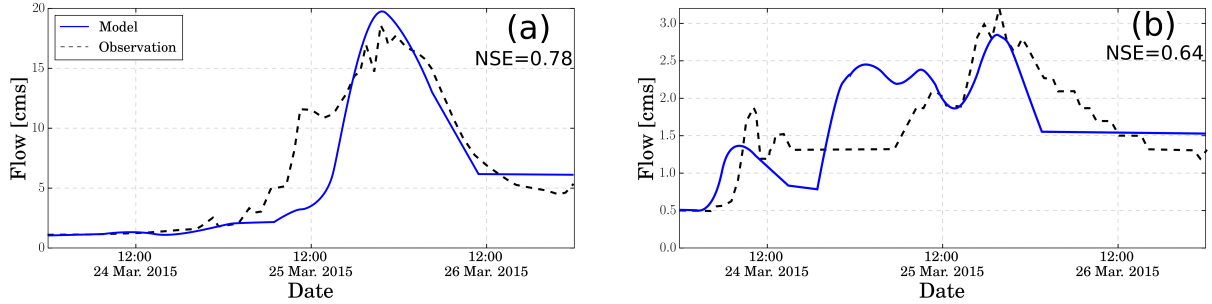 20
15
10
5
0
Flow [cms]
Model
Observation
(a)
NSE=0.78
12:00
24 Mar. 2015
12:00
25 Mar. 2015
12:00
26 Mar. 2015
Date
3.0
2.5
2.0
1.5
1.0
0.5
0.0
Flow [cms]
(b)
NSE=0.64
12:00
24 Mar. 2015
12:00
25 Mar. 2015
12:00
26 Mar. 2015
Date